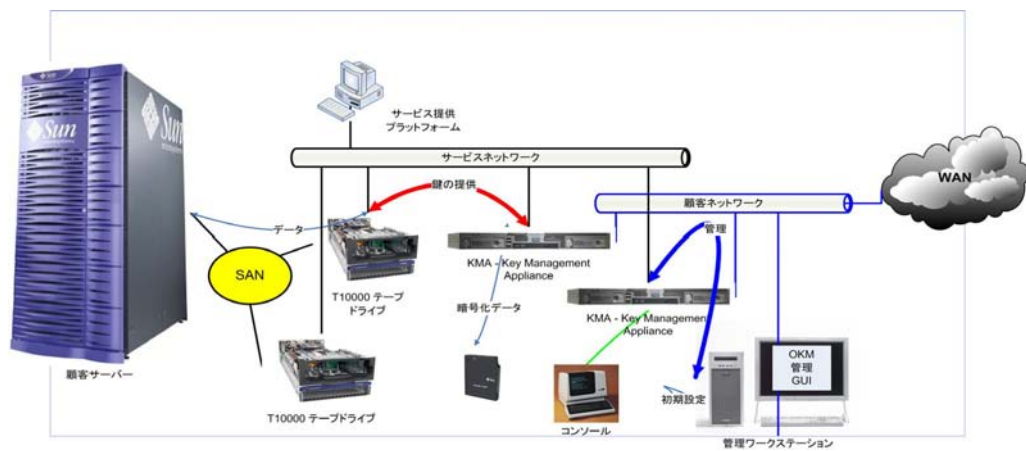 サービス提供
プラットフォーム
サービスネットワーク
Sun
microsystems
Sun
鍵の提供
WAN
顧客ネットワーク
データ
管理
SAN
KMA - Key Management
Appliance
T10000 テープ
ドライブ
暗号化データ
KMA - Key Management
Appliance
OKM
管理
GUI
顧客サーバー
初期設定
T10000 テープドライブ
コンソール
管理ワークステーション